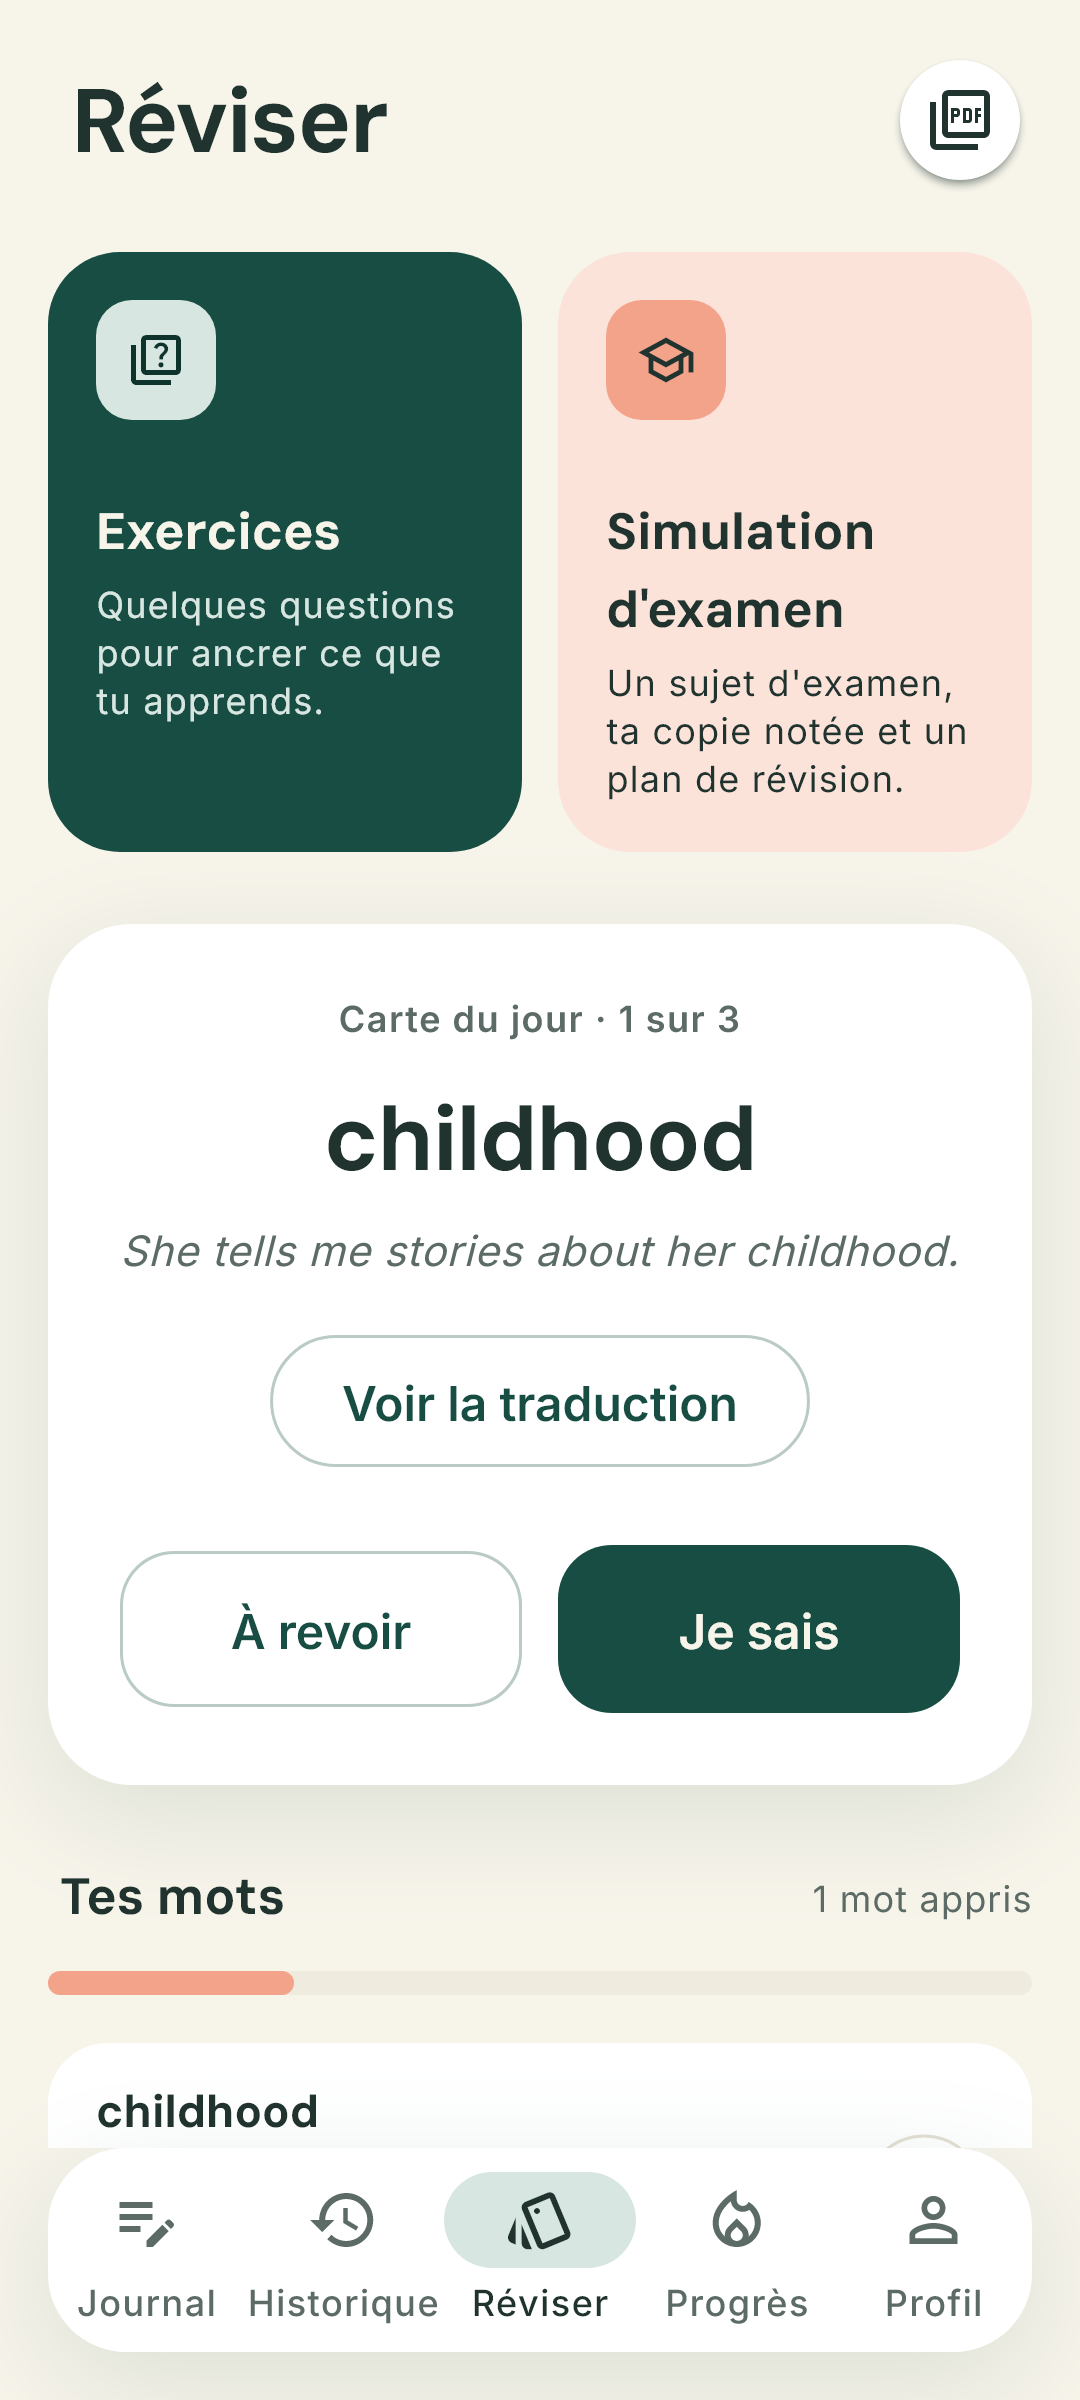 Réviser
PDF
?
Exercices
Quelques questions
pour ancrer ce que
tu apprends.
Simulation
d'examen
Un sujet d'examen,
ta copie notée et un
plan de révision.
Carte du jour · 1 sur 3
childhood
She tells me stories about her childhood.
Voir la traduction
À revoir
Je sais
Tes mots
1 mot appris
childhood
Journal
Historique
Réviser
Progrès
Profil